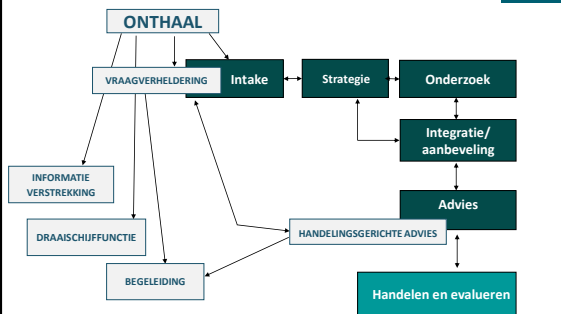 ONTHAAL
VRAAGVERHELDERING
Intake
Strategie
Onderzoek
Integratie/
aanbeveling
INFORMATIE
VERSTREKKING
Advies
DRAAISCHIJFFUNCTIE
HANDELINGSGERICHTE ADVIES
BEGELEIDING
Handelen en evalueren